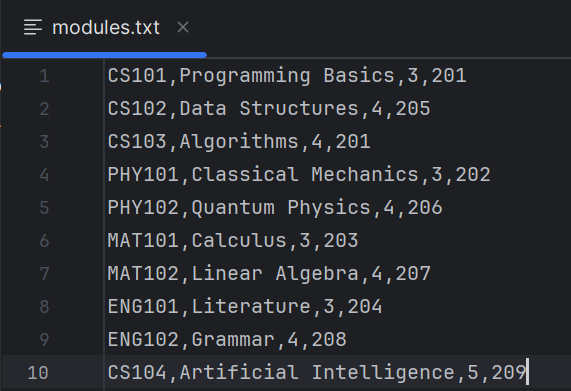 modules.txt
1 CS101,Programming Basics,3,201
2 CS102,Data Structures,4,205
3 CS103,Algorithms,4,201
4 PHY101,Classical Mechanics,3,202
5 PHY102,Quantum Physics,4,206
6 MAT101,Calculus,3,203
7 MAT102,Linear Algebra,4,207
8 ENG101,Literature,3,204
9 ENG102,Grammar,4,208
10 CS104,Artificial Intelligence,5,209